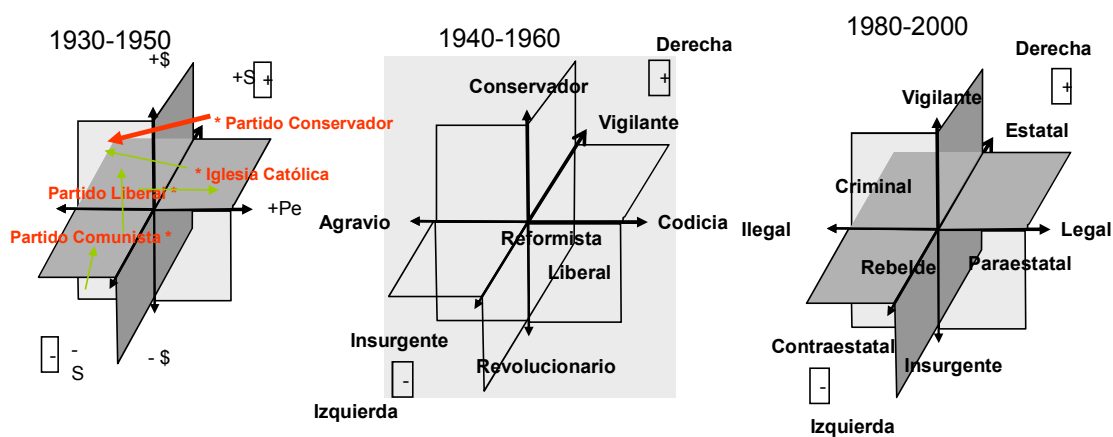 1930-1950
+$
+S +
* Partido Conservador
* Iglesia Católica
Partido Liberal *
+Pe
Partido Comunista *
- -
S
- $
1940-1960
Derecha
+
Conservador
Vigilante
Agravio
Codicia
Reformista
Liberal
Insurgente
Revolucionario
-
Izquierda
1980-2000
Derecha
+
Vigilante
Estatal
Criminal
Ilegal
Legal
Rebelde
Paraestatal
Contraestatal
Insurgente
-
Izquierda